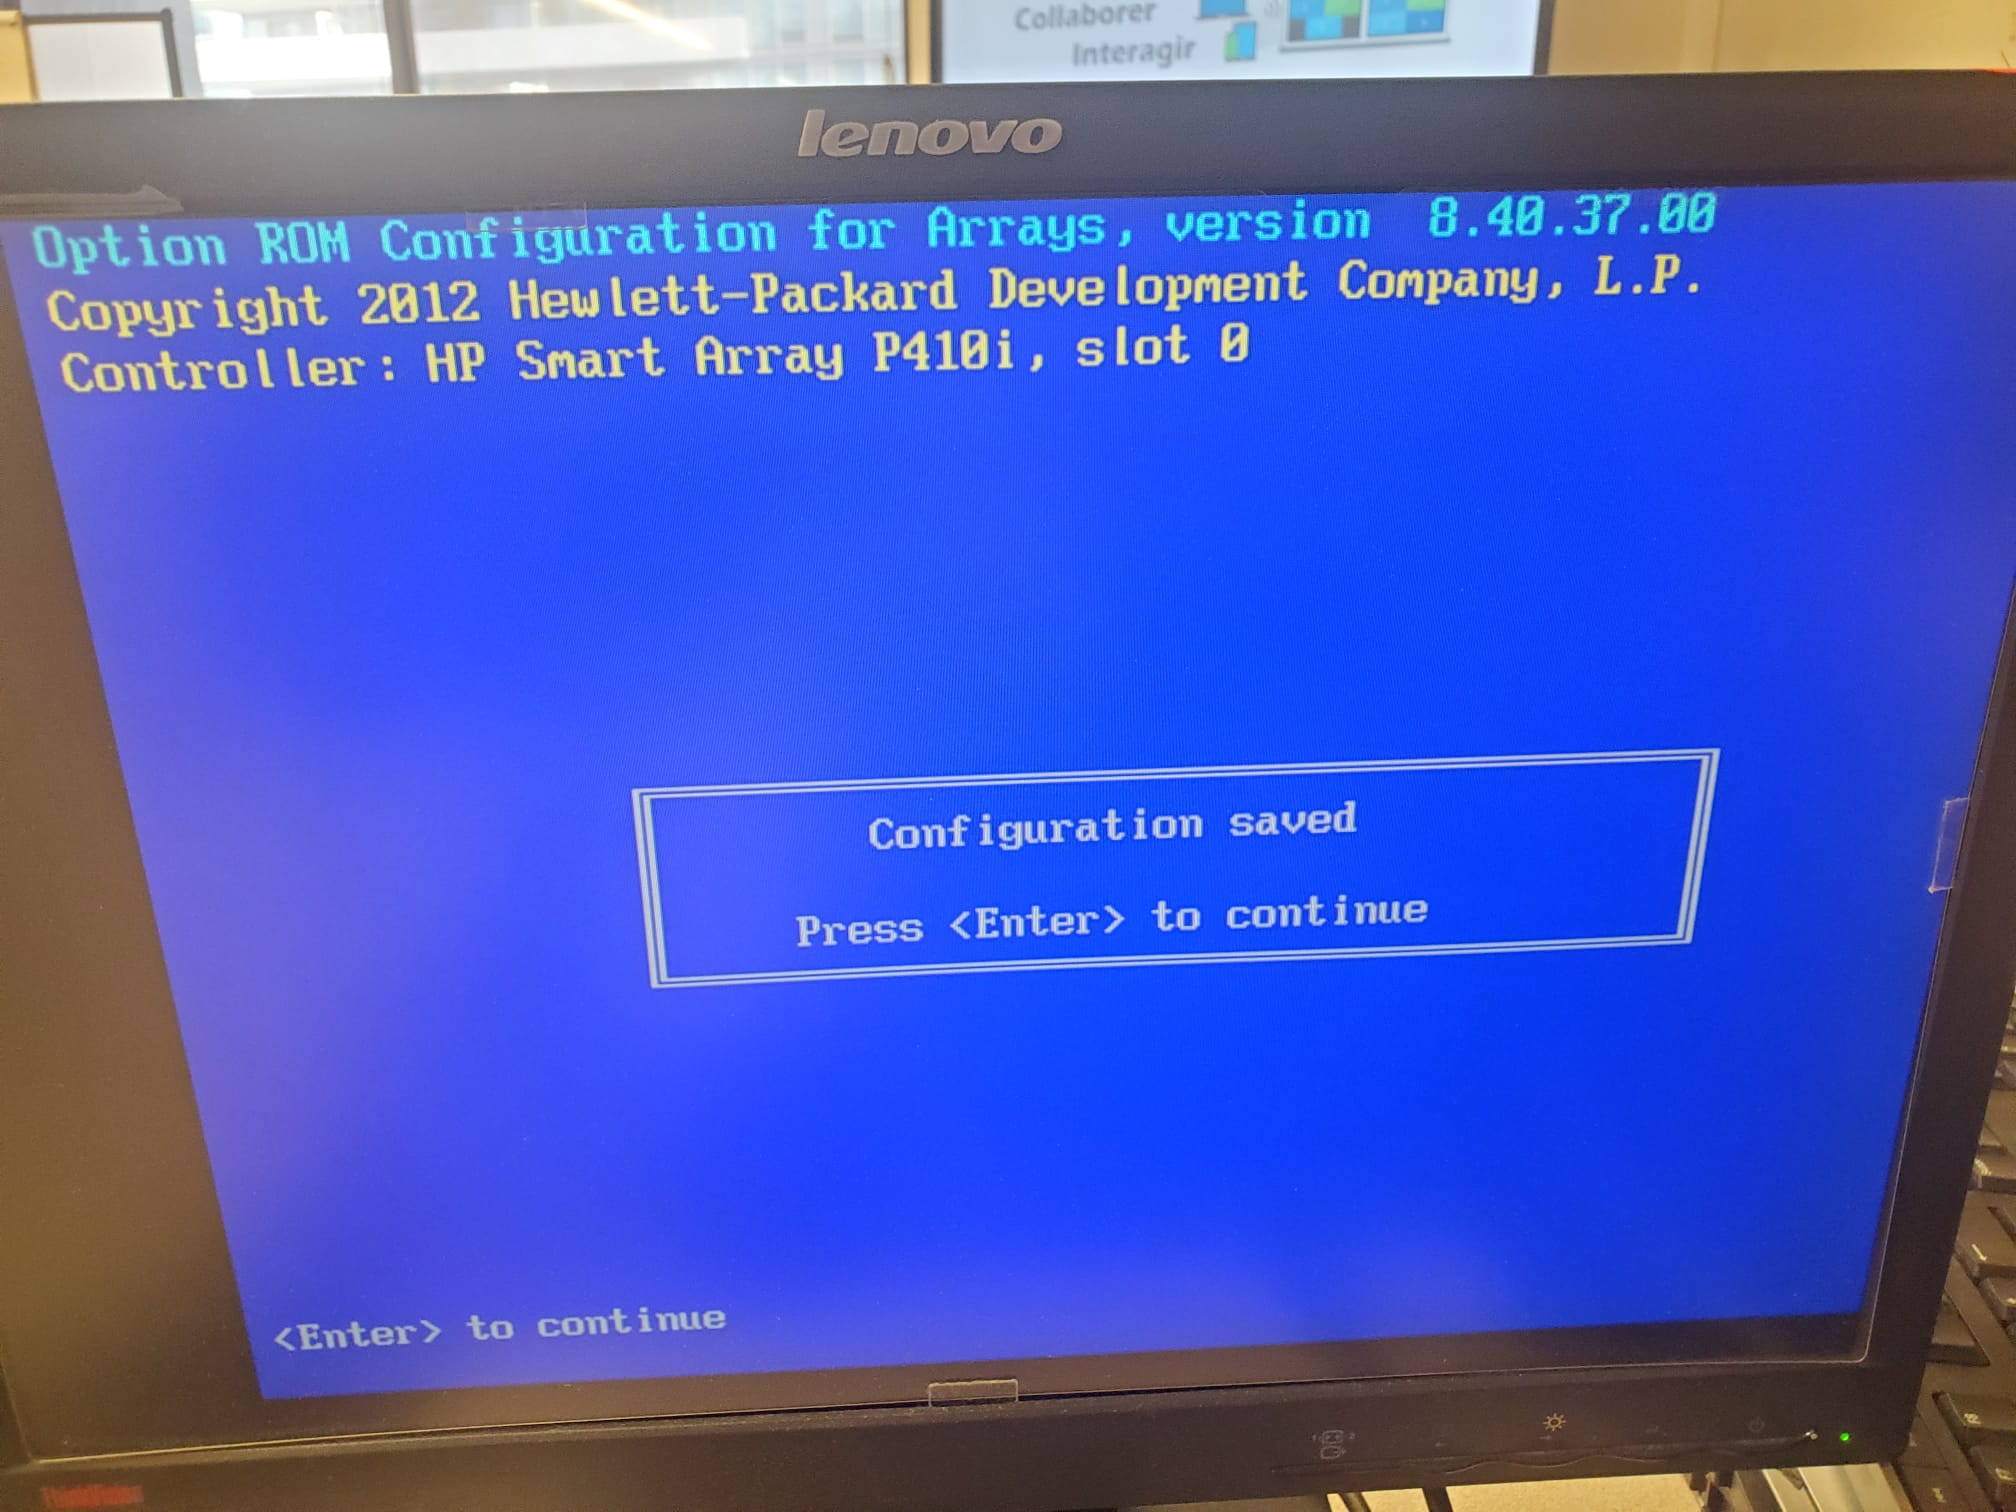 Collaborer
Interagir
lenovo
Option ROM Configuration for Arrays, version  8.40.37.00
Copyright 2012 Hewlett-Packard Development Company, L.P.
Controller: HP Smart Array P410i, slot 0
Configuration saved
Press <Enter> to continue
<Enter> to continue